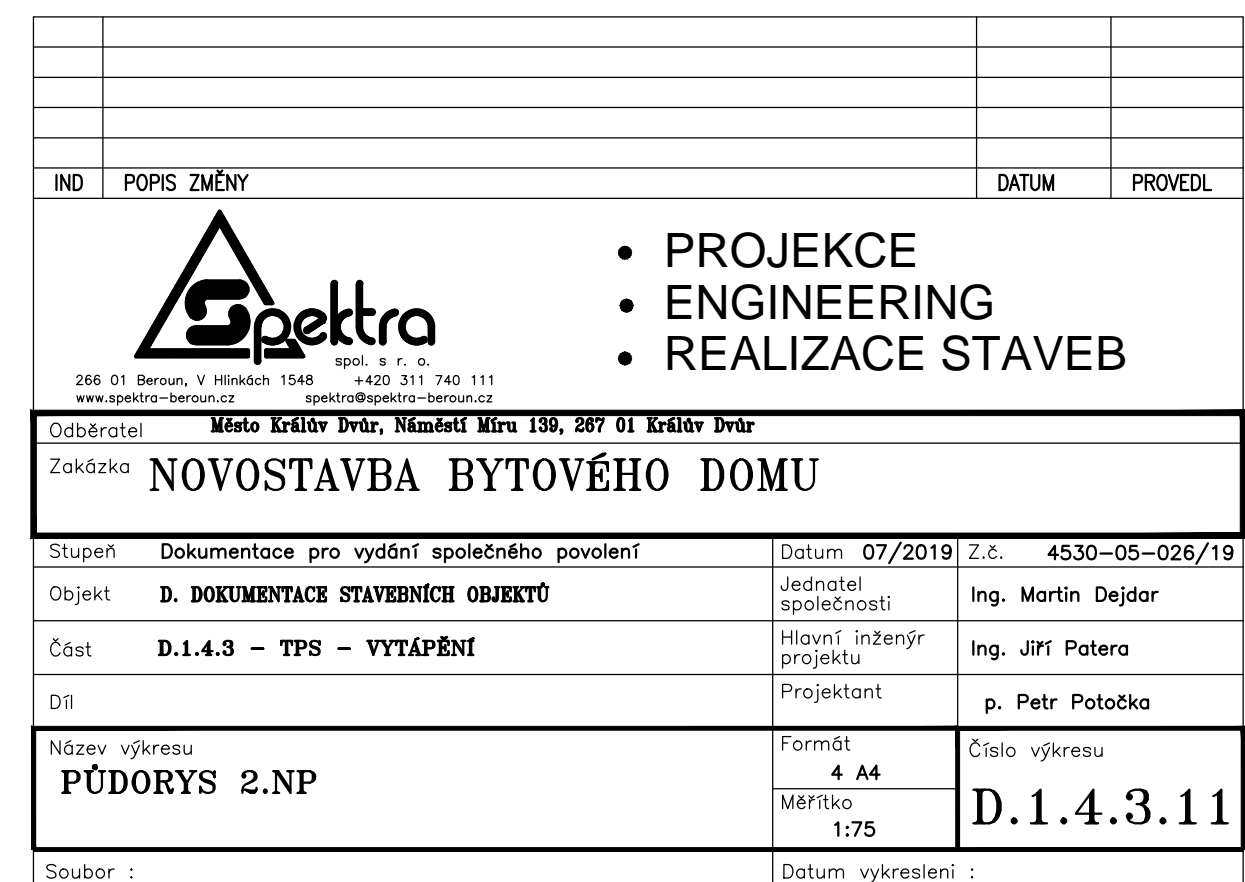 IND POPIS ZMĚNY DATUM PROVEDL
Spektra
spol. s r. o.
266 01 Beroun, V Hlinkách 1548 +420 311 740 111
www.spektra-beroun.cz spektra@spektra-beroun.cz
• PROJEKCE
• ENGINEERING
• REALIZACE STAVEB
Odběratel Město Králův Dvůr, Náměstí Míru 139, 267 01 Králův Dvůr
Zakázka NOVOSTAVBA BYTOVÉHO DOMU
Stupeň Dokumentace pro vydání společného povolení Datum 07/2019 Z.č. 4530-05-026/19
Objekt D. DOKUMENTACE STAVEBNÍCH OBJEKTŮ
Jednatel
společnosti
Ing. Martin Dejdar
Část D.1.4.3 – TPS – VYTÁPĚNÍ
Hlavní inženýr
projektu
Ing. Jiří Patera
Díl
Projektant
p. Petr Potočka
Název výkresu
PŮDORYS 2.NP
Formát
4 A4
Měřítko
1:75
Číslo výkresu
D.1.4.3.11
Soubor : Datum vykresleni :